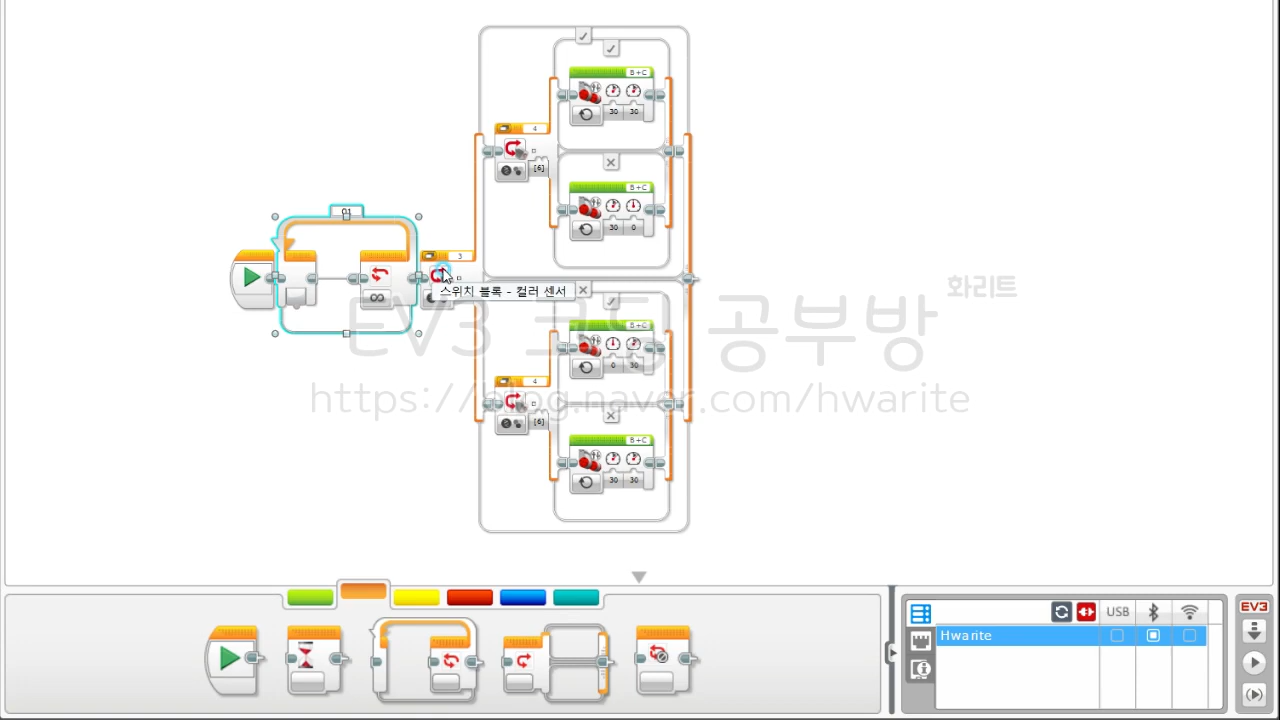 B+C
30 30
4
[6]
B+C
30 0
01
3
스위치 블록 - 컬러 센서
화리트
EV3 코딩 공부방
B+C
0 30
4
https://blog.naver.com/hwarite
[6]
B+C
30 30
USB
EV3
Hwarite